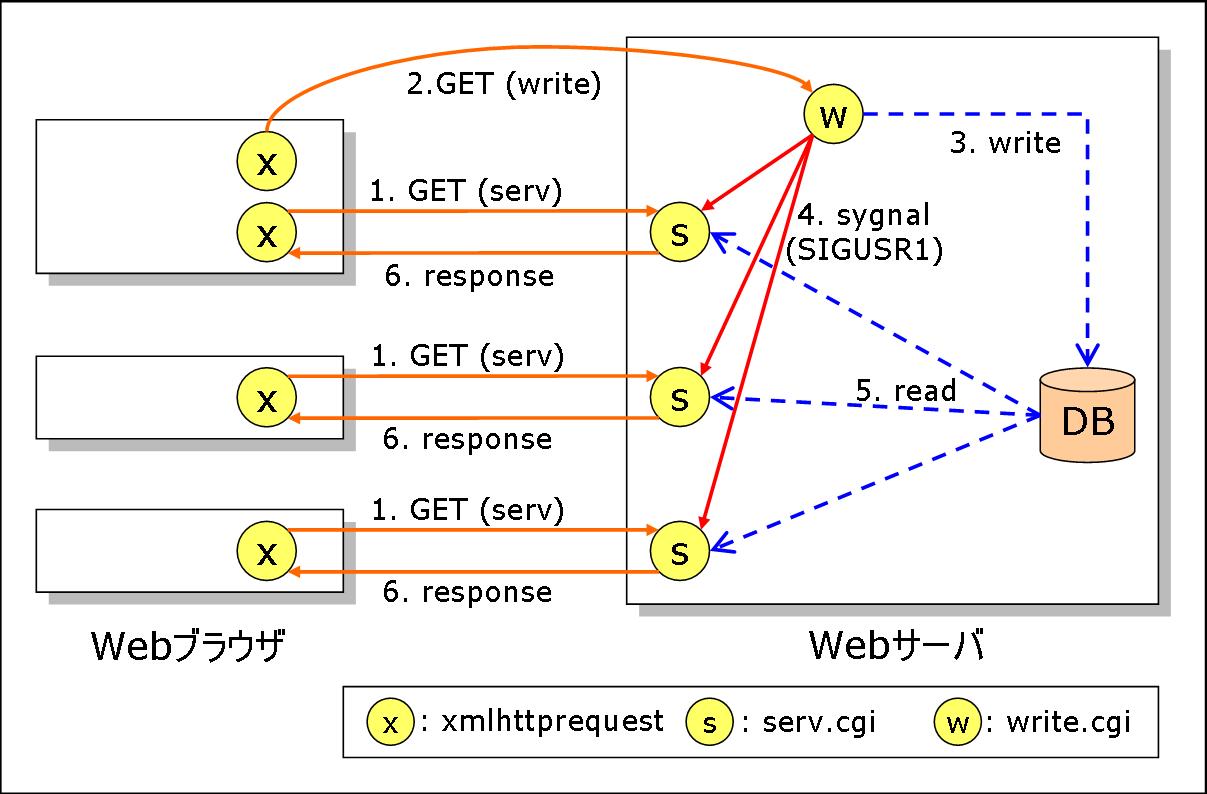 2.GET (write)
w
3. write
x
1. GET (serv)
x
s
4. sygnal
(SIGUSR1)
6. response
1. GET (serv)
x
s
5. read
DB
6. response
1. GET (serv)
x
s
6. response
Webブラウザ
Webサーバ
x : xmlhttprequest s : serv.cgi w : write.cgi